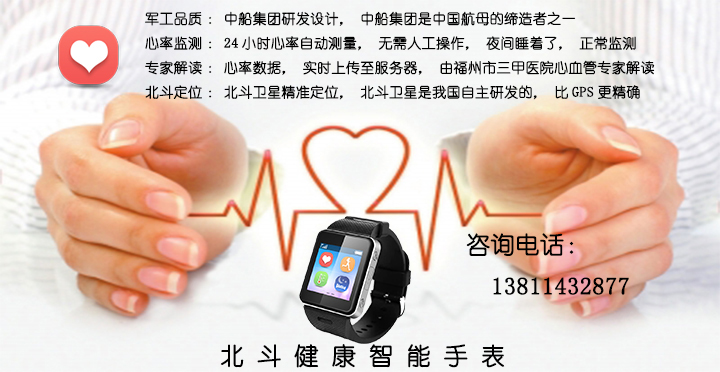 军工品质： 中船集团研发设计， 中船集团是中国航母的缔造者之一
心率监测： 24小时心率自动测量， 无需人工操作， 夜间睡着了， 正常监测
专家解读： 心率数据， 实时上传至服务器， 由福州市三甲医院心血管专家解读
北斗定位： 北斗卫星精准定位， 北斗卫星是我国自主研发的， 比GPS更精确
咨询电话：
13811432877
北斗健康智能手表